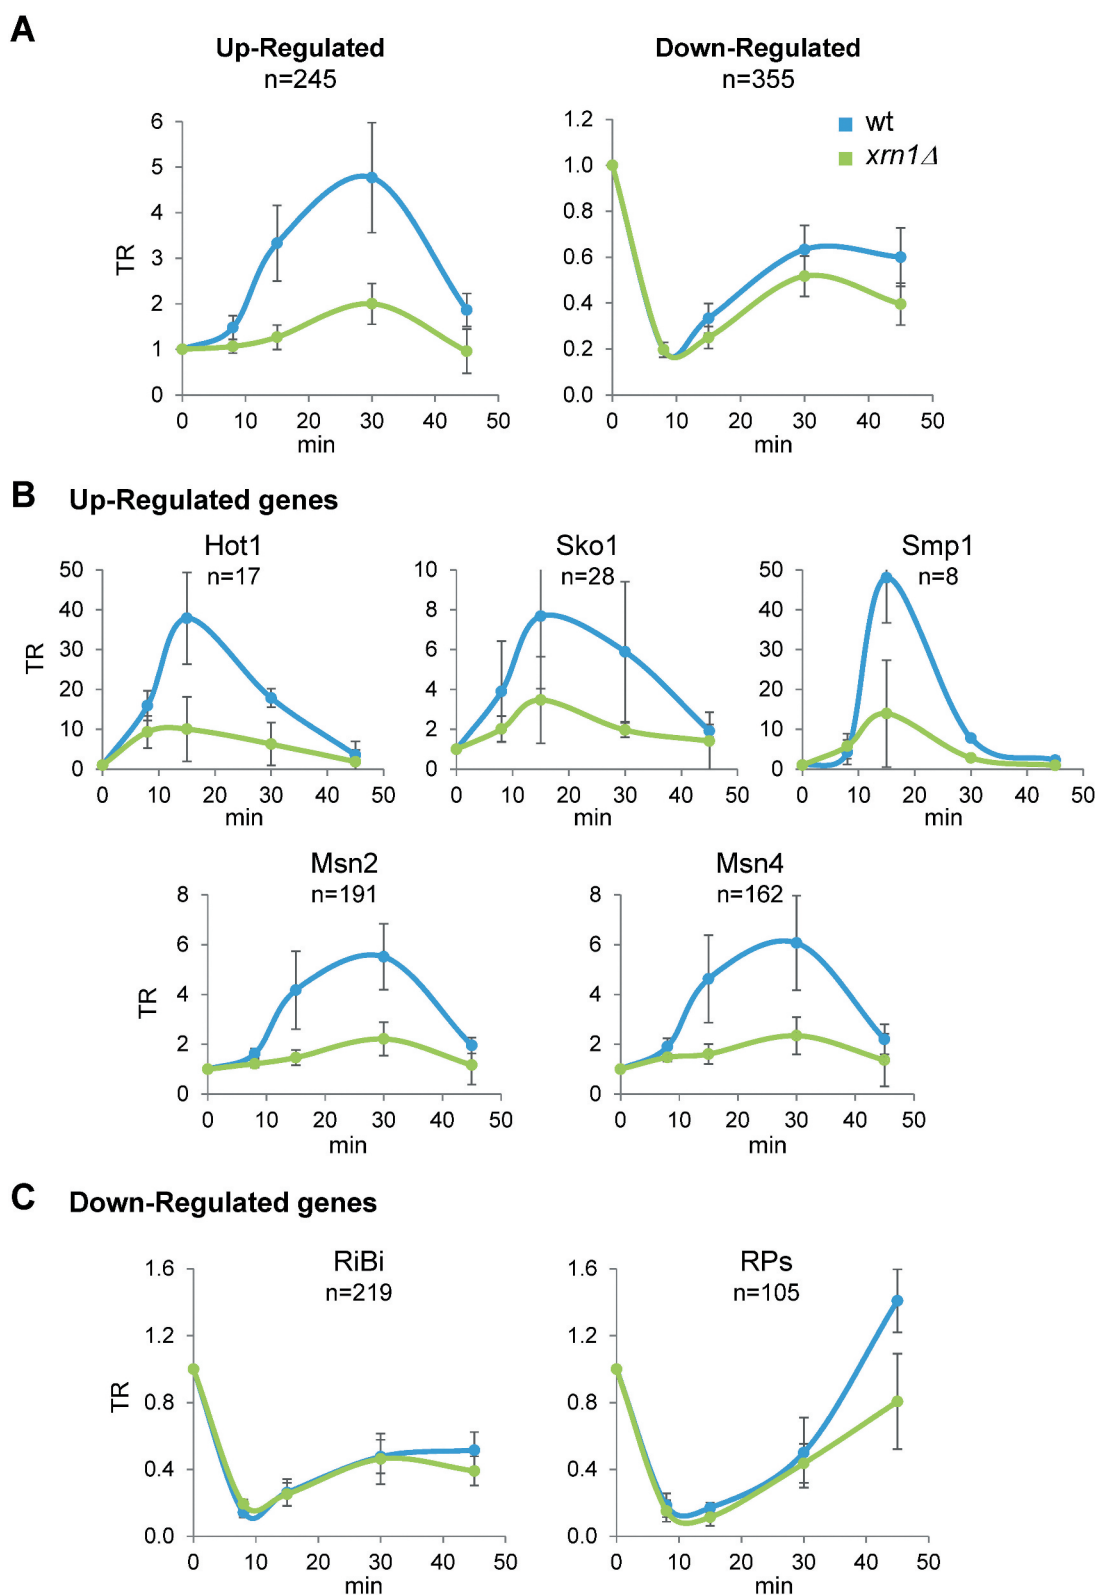 A
Up-Regulated
n=245
Down-Regulated
n=355
wt
xrn1Δ
TR
6
5
4
3
2
1
0
0 10 20 30 40 50
min
1.2
1.0
0.8
0.6
0.4
0.2
0.0
0 10 20 30 40 50
min
B Up-Regulated genes
Hot1
n=17
TR
50
40
30
20
10
0
0 10 20 30 40 50
min
Sko1
n=28
10
8
6
4
2
0
0 10 20 30 40 50
min
Smp1
n=8
50
40
30
20
10
0
0 10 20 30 40 50
min
Msn2
n=191
TR
8
6
4
2
0
0 10 20 30 40 50
min
Msn4
n=162
8
6
4
2
0
0 10 20 30 40 50
min
C Down-Regulated genes
RiBi
n=219
TR
1.6
1.2
0.8
0.4
0.0
0 10 20 30 40 50
min
RPs
n=105
1.6
1.2
0.8
0.4
0.0
0 10 20 30 40 50
min